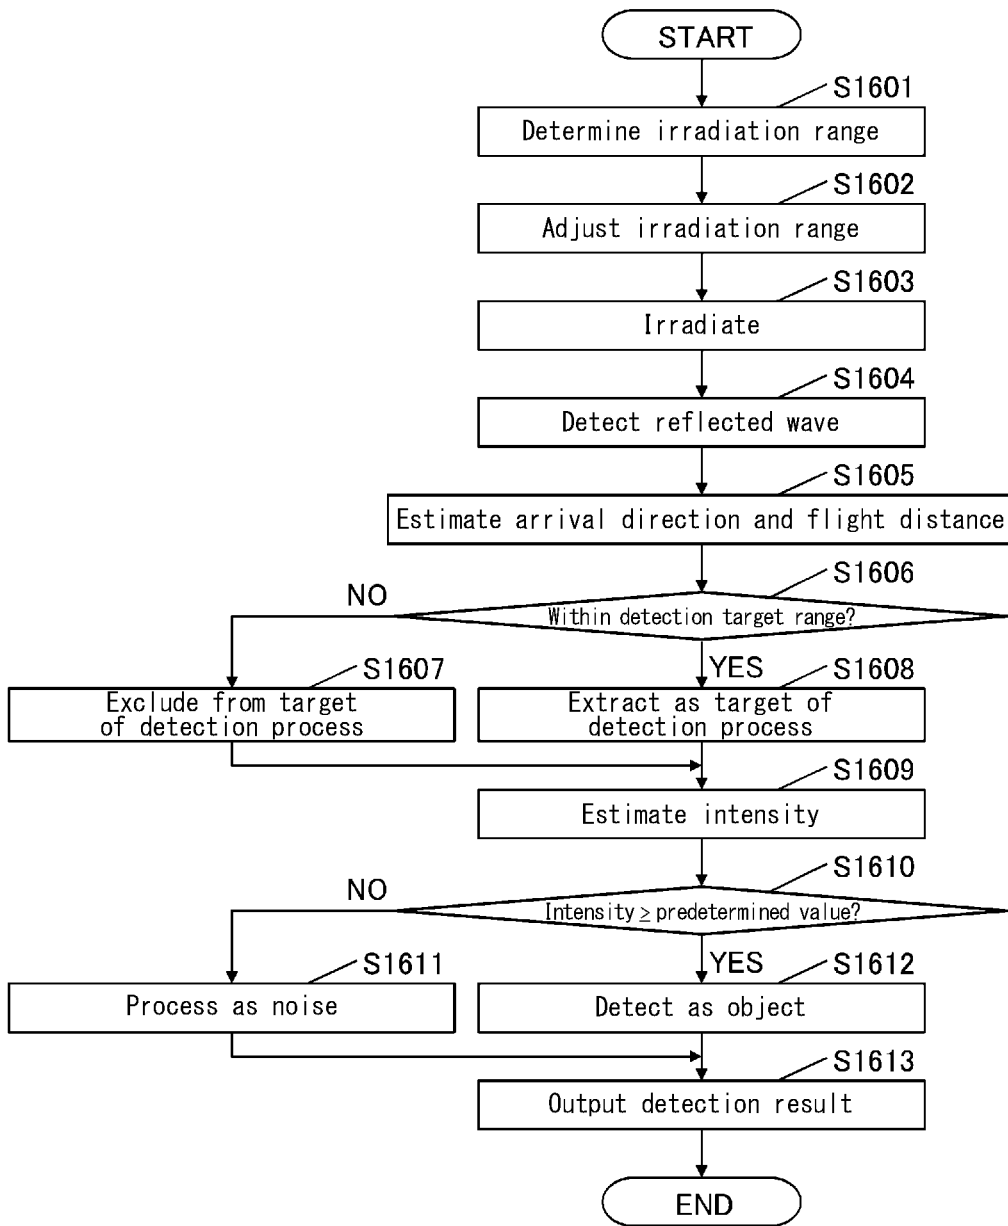 START
S1601
Determine irradiation range
S1602
Adjust irradiation range
S1603
Irradiate
S1604
Detect reflected wave
S1605
Estimate arrival direction and flight distance
S1606
NO
Within detection target range?
YES
S1607
Exclude from target
of detection process
S1608
Extract as target of
detection process
S1609
Estimate intensity
S1610
NO
Intensity ≥ predetermined value?
YES
S1611
Process as noise
S1612
Detect as object
S1613
Output detection result
END